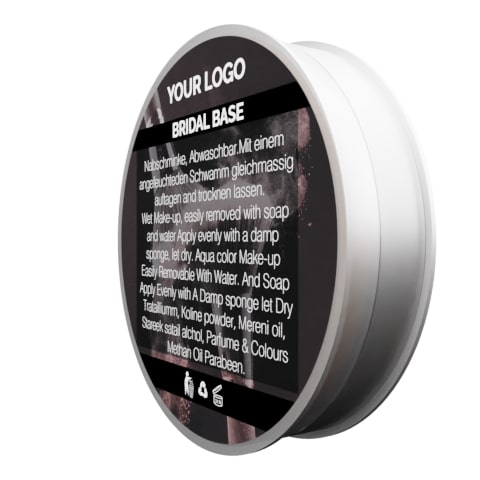 YOUR LOGO
BRIDAL BASE
Nabschminke, Abwaschbar.Mit einem
angefeuchteden Schwamm gleichmassig
auftagen and trocknen lassen.
Wet Make-up, easily removed with soap
and water Apply evenly with a damp
sponge, let dry. Aqua color Make-up
Easily Removable With Water. And Soap
Apply Evenly with A Damp sponge let Dry
Tratalliumm, Koline powder, Mereni oil,
Stareek satail alchol, Parfume & Colours
Methan Oil Parabeen.